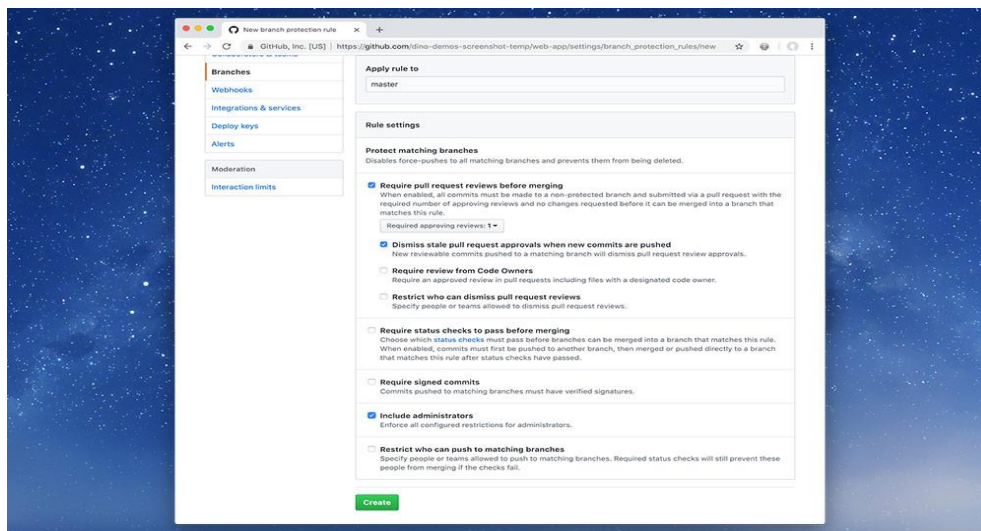 New branch protection rule
GitHub, Inc. [US] | https://github.com/dino-demos-screenshot-temp/web-app/settings/branch_protection_rules/new
Branches
Webhooks
Integrations & services
Deploy keys
Alerts
Moderation
Interaction limits
Apply rule to
master
Rule settings
Protect matching branches
Disables force-pushes to all matching branches and prevents them from being deleted.
Require pull request reviews before merging
When enabled, all commits must be made to a non-protected branch and submitted via a pull request with the
required number of approving reviews and no changes requested before it can be merged into a branch that
matches this rule.
Required approving reviews: 1
Dismiss stale pull request approvals when new commits are pushed
New reviewable commits pushed to a matching branch will dismiss pull request review approvals.
Require review from Code Owners
Require an approved review in pull requests including files with a designated code owner.
Restrict who can dismiss pull request reviews
Specify people or teams allowed to dismiss pull request reviews.
Require status checks to pass before merging
Choose which status checks must pass before branches can be merged into a branch that matches this rule.
When enabled, commits must first be pushed to another branch, then merged or pushed directly to a branch
that matches this rule after status checks have passed.
Require signed commits
Commits pushed to matching branches must have verified signatures.
Include administrators
Enforce all configured restrictions for administrators.
Restrict who can push to matching branches
Specify people or teams allowed to push to matching branches. Required status checks will still prevent these
people from merging if the checks fail.
Create